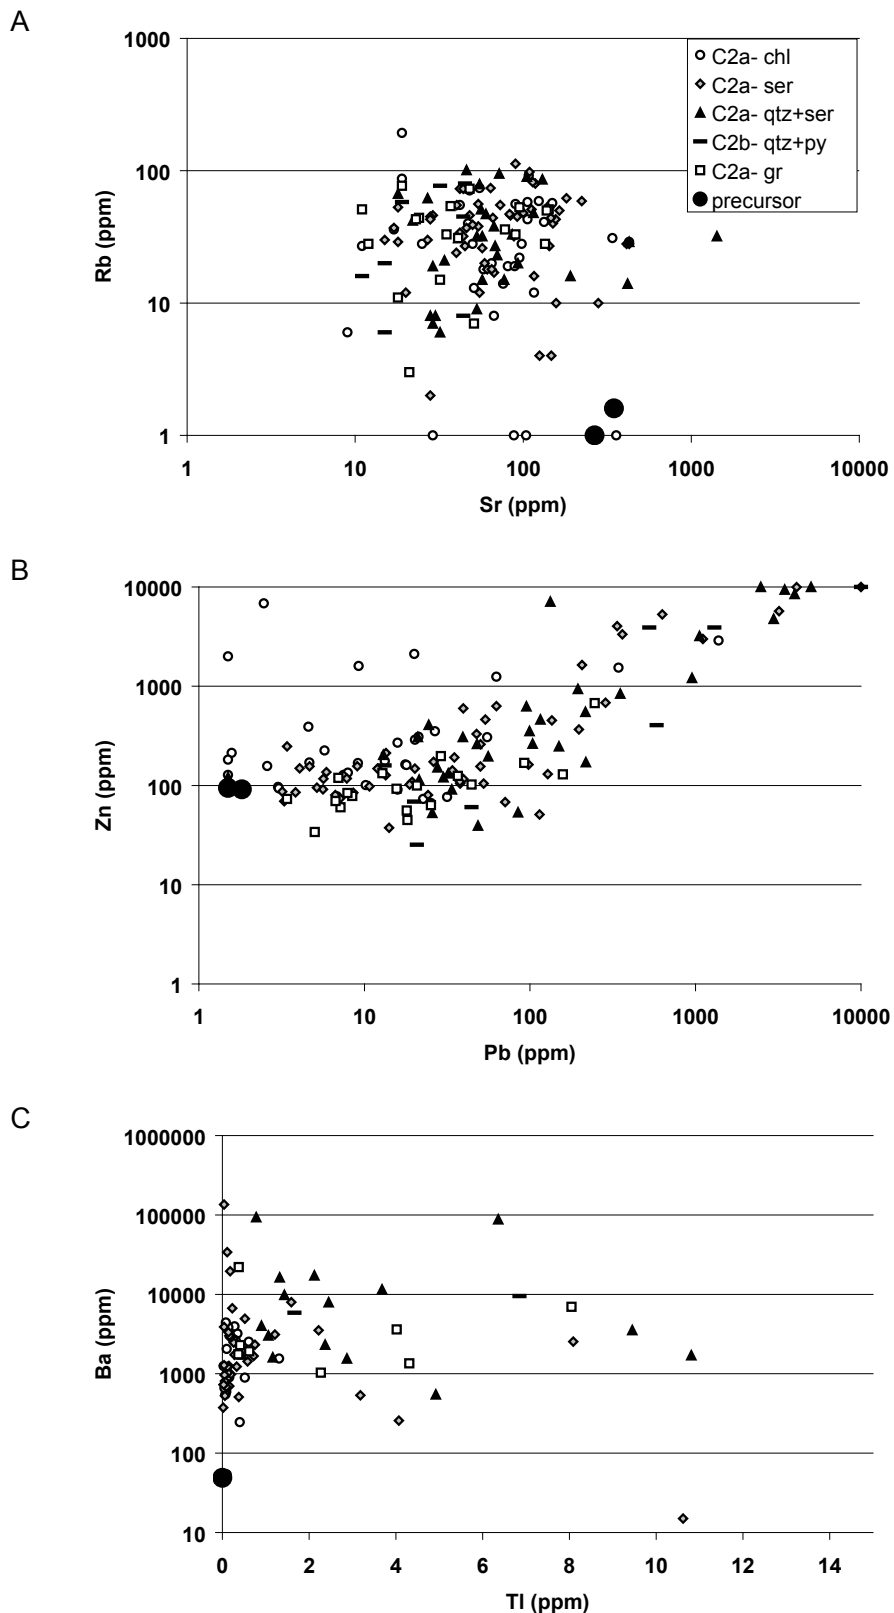 A
1000
100
10
1
Rb (ppm)
1
10
100
1000
10000
Sr (ppm)
C2a- chl
C2a- ser
C2a- qtz+ser
C2b- qtz+py
C2a- gr
precursor
B
10000
1000
100
10
1
Zn (ppm)
1
10
100
1000
10000
Pb (ppm)
C
1000000
100000
10000
1000
100
10
Ba (ppm)
0
2
4
6
8
10
12
14
Tl (ppm)